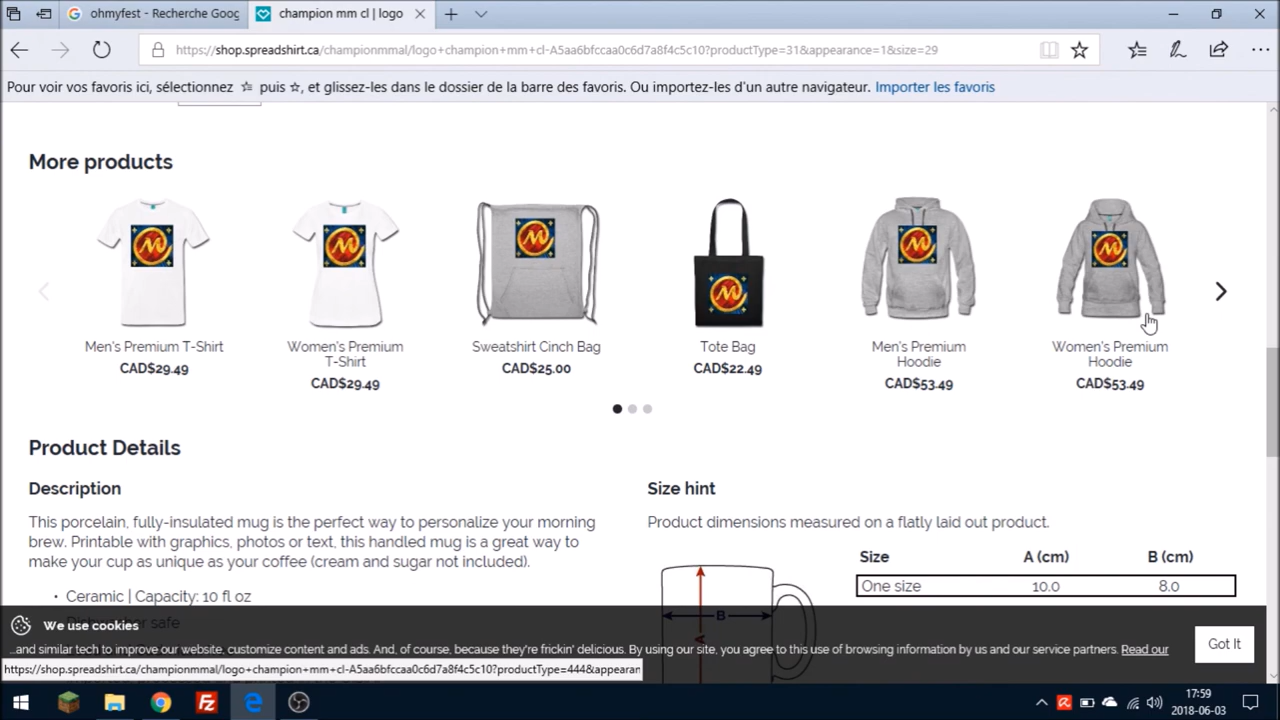 ohmyfest - Recherche Goog
champion mm cl | logo
https://shop.spreadshirt.ca/championmmal/logo+champion+mm+cl-A5aa6bfccaa0c6d7a8f4c5c10?productType=31&appearance=1&size=29
Pour voir vos favoris ici, sélectionnez puis ☆, et glissez-les dans le dossier de la barre des favoris. Ou importez-les d'un autre navigateur. Importer les favoris
More products
Men's Premium T-Shirt
CAD$29.49
Women's Premium
T-Shirt
CAD$29.49
Sweatshirt Cinch Bag
CAD$25.00
Tote Bag
CAD$22.49
Men's Premium
Hoodie
CAD$53.49
Women's Premium
Hoodie
CAD$53.49
Product Details
Description
This porcelain, fully-insulated mug is the perfect way to personalize your morning
brew. Printable with graphics, photos or text, this handled mug is a great way to
make your cup as unique as your coffee (cream and sugar not included).
• Ceramic | Capacity: 10 fl oz
Dishwasher safe
Size hint
Product dimensions measured on a flatly laid out product.
Size A (cm) B (cm)
One size 10.0 8.0
B
A
We use cookies
...and similar tech to improve our website, customize content and ads. And, of course, because they're frickin' delicious. By using our site, you agree to this use of browsing information by us and our service partners. Read our
Got It
https://shop.spreadshirt.ca/championmmal/logo+champion+mm+cl-A5aa6bfccaa0c6d7a8f4c5c10?productType=444&appearan
17:59
2018-06-03